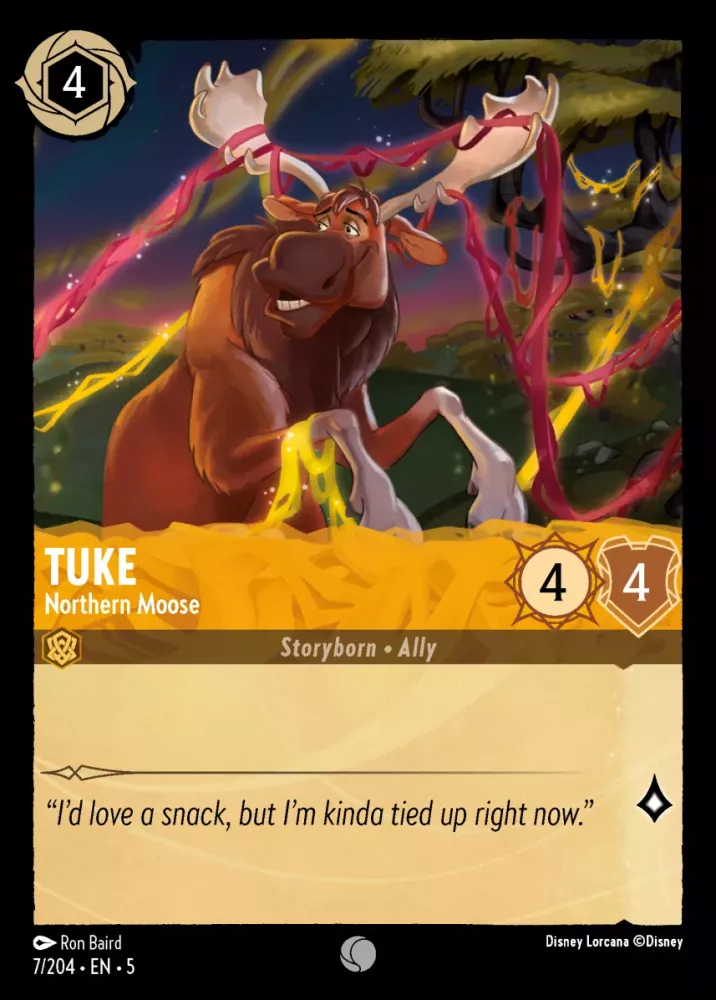 4
TUKE
Northern Moose
4 4
Storyborn • Ally
“I’d love a snack, but I’m kinda tied up right now.”
Ron Baird
Disney Lorcana ©Disney
7/204 • EN • 5